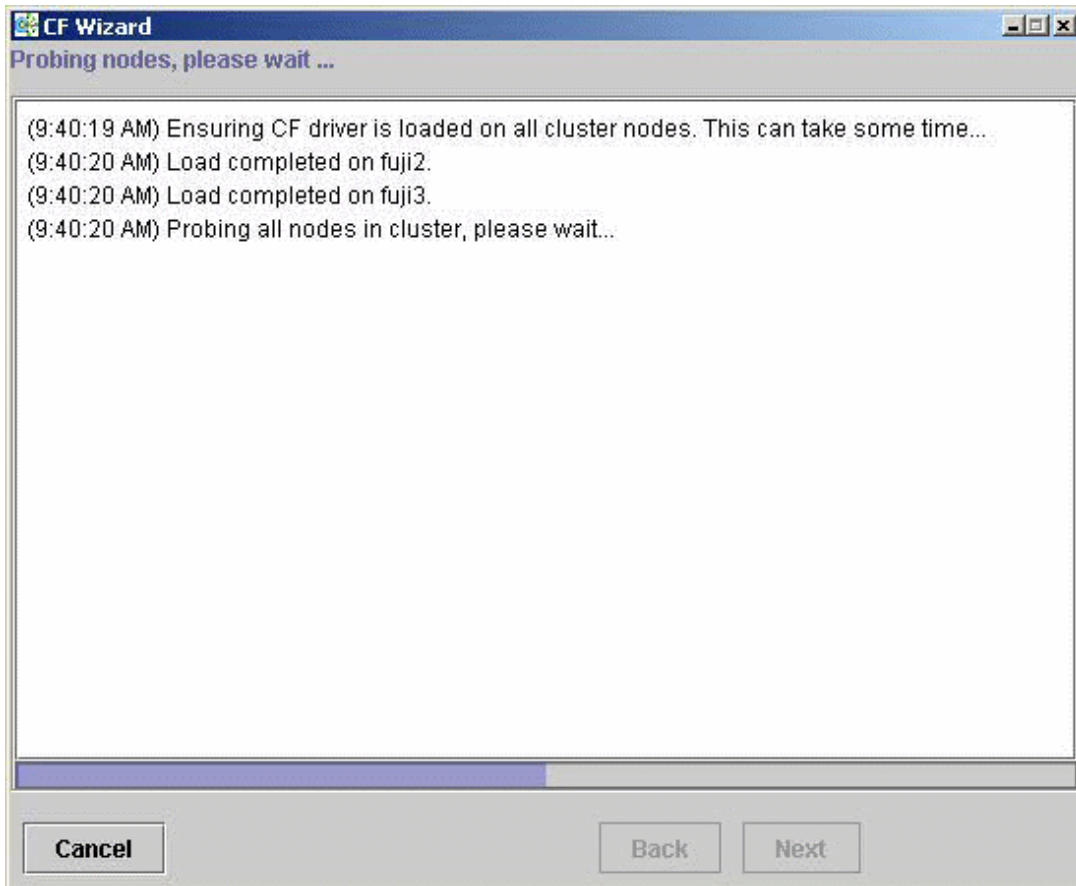 CF Wizard
Probing nodes, please wait ...
(9:40:19 AM) Ensuring CF driver is loaded on all cluster nodes. This can take some time...
(9:40:20 AM) Load completed on fuji2.
(9:40:20 AM) Load completed on fuji3.
(9:40:20 AM) Probing all nodes in cluster, please wait...
Cancel Back Next